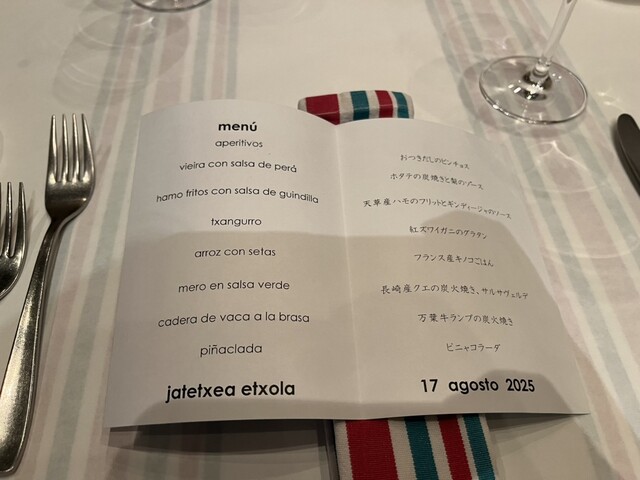 menú
aperitivos
vieira con salsa de perá
hamo fritos con salsa de guindilla
txangurro
arroz con setas
mero en salsa verde
cadera de vaca a la brasa
piñaclada
jatetxea etxola
おつきだしのピンチョス
ホタテの炭焼きと梨のソース
天草産ハモのフリットとギンディージャのソース
紅ズワイガニのグラタン
フランス産キノコごはん
長崎産クエの炭火焼き、サルサヴェルデ
万葉牛ランプの炭火焼き
ピニャコラーダ
17 agosto 2025